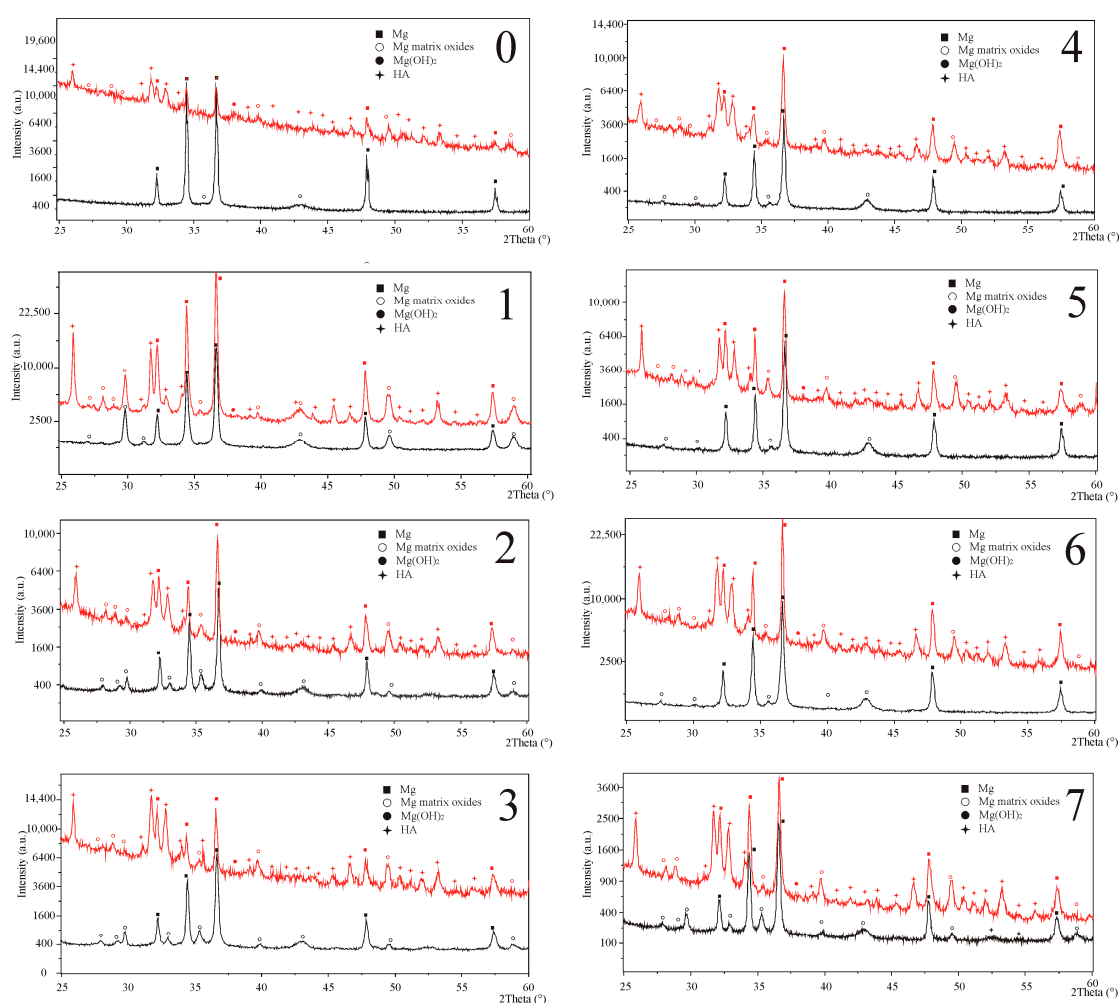 0
Intensity (a.u.)
19,600
14,400
10,000
6400
3600
1600
400
Mg
Mg matrix oxides
Mg(OH)₂
HA
25 30 35 40 45 50 55 60
2Theta (°)
4
Intensity (a.u.)
14,400
10,000
6400
3600
1600
400
Mg
Mg matrix oxides
Mg(OH)₂
HA
25 30 35 40 45 50 55 60
2Theta (°)
1
Intensity (a.u.)
22,500
10,000
2500
Mg
Mg matrix oxides
Mg(OH)₂
HA
25 30 35 40 45 50 55 60
2Theta (°)
5
Intensity (a.u.)
10,000
6400
3600
1600
400
Mg
Mg matrix oxides
Mg(OH)₂
HA
25 30 35 40 45 50 55 60
2Theta (°)
2
Intensity (a.u.)
10,000
6400
3600
1600
400
Mg
Mg matrix oxides
Mg(OH)₂
HA
25 30 35 40 45 50 55 60
2Theta (°)
6
Intensity (a.u.)
22,500
10,000
2500
Mg
Mg matrix oxides
Mg(OH)₂
HA
25 30 35 40 45 50 55 60
2Theta (°)
3
Intensity (a.u.)
14,400
10,000
6400
3600
1600
400
0
Mg
Mg matrix oxides
Mg(OH)₂
HA
25 30 35 40 45 50 55 60
2Theta (°)
7
Intensity (a.u.)
3600
2500
1600
900
400
100
Mg
Mg matrix oxides
Mg(OH)₂
HA
25 30 35 40 45 50 55 60
2Theta (°)